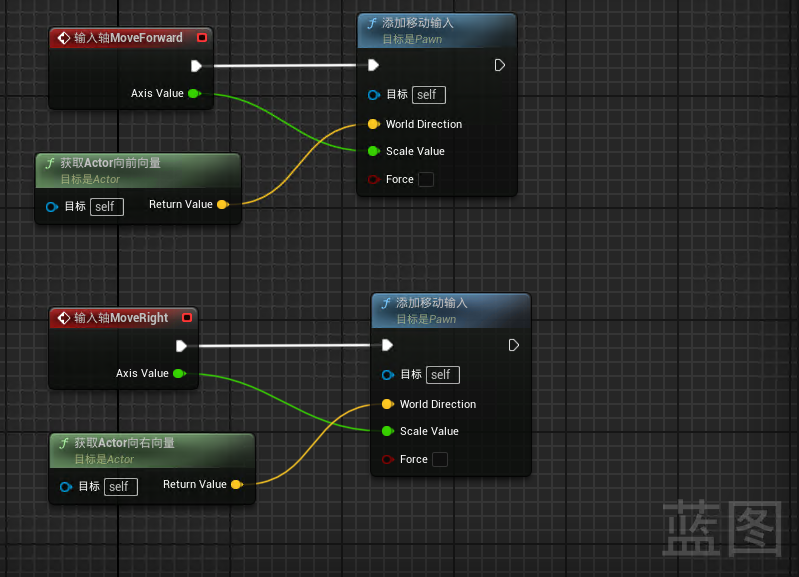 输入轴MoveForward
Axis Value
f 添加移动输入
目标是Pawn
目标 self
World Direction
Scale Value
Force
f 获取Actor向前向量
目标是Actor
目标 self Return Value
输入轴MoveRight
Axis Value
f 添加移动输入
目标是Pawn
目标 self
World Direction
Scale Value
Force
f 获取Actor向右向量
目标是Actor
目标 self Return Value
蓝图